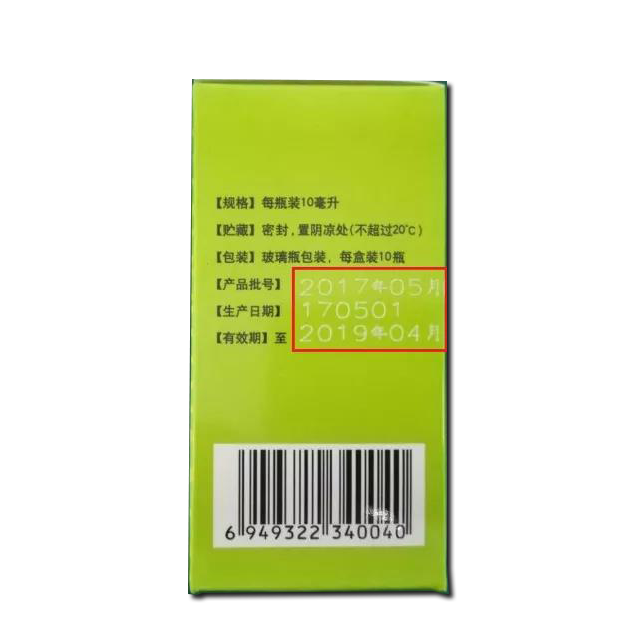 【规格】每瓶装10毫升
【贮藏】密封,置阴凉处(不超过20℃)
【包装】玻璃瓶包装,每盒装10瓶
【产品批号】2017年05月
【生产日期】170501
【有效期】至 2019年04月
6 949322 340040